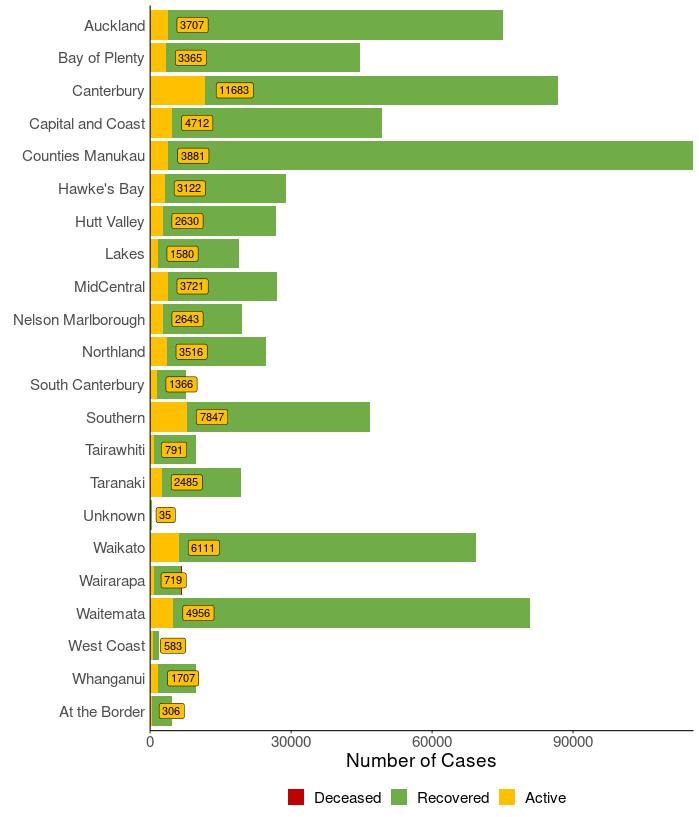 Auckland 3707
Bay of Plenty 3365
Canterbury 11683
Capital and Coast 4712
Counties Manukau 3881
Hawke's Bay 3122
Hutt Valley 2630
Lakes 1580
MidCentral 3721
Nelson Marlborough 2643
Northland 3516
South Canterbury 1366
Southern 7847
Tairawhiti 791
Taranaki 2485
Unknown 35
Waikato 6111
Wairarapa 719
Waitemata 4956
West Coast 583
Whanganui 1707
At the Border 306
0 30000 60000 90000
Number of Cases
Deceased Recovered Active